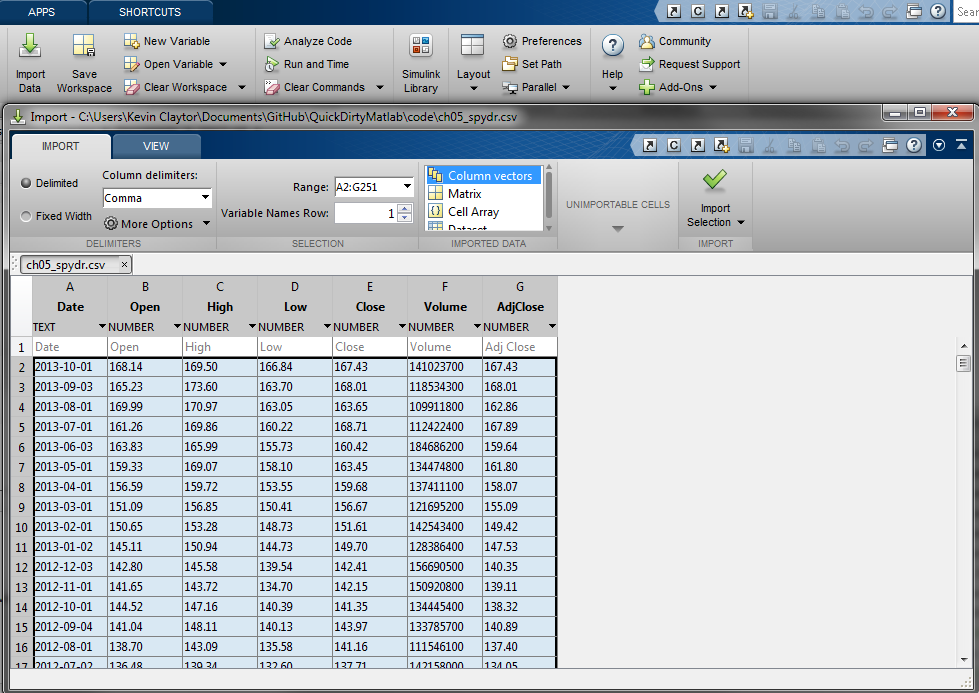 APPS SHORTCUTS
Import Data
Save Workspace
New Variable
Open Variable
Clear Workspace
Analyze Code
Run and Time
Clear Commands
Simulink Library
Layout
Preferences
Set Path
Parallel
Help
Community
Request Support
Add-Ons
Import - C:\Users\Kevin Claytor\Documents\GitHub\QuickDirtyMatlab\code\ch05_spydr.csv
IMPORT VIEW
Delimited
Fixed Width
Column delimiters:
Comma
More Options
DELIMITERS
Range: A2:G251
Variable Names Row: 1
SELECTION
Column vectors
Matrix
Cell Array
Dataset
IMPORTED DATA
UNIMPORTABLE CELLS
Import Selection
IMPORT
ch05_spydr.csv ×
A B C D E F G
Date Open High Low Close Volume AdjClose
TEXT NUMBER NUMBER NUMBER NUMBER NUMBER NUMBER
1 Date Open High Low Close Volume Adj Close
2 2013-10-01 168.14 169.50 166.84 167.43 141023700 167.43
3 2013-09-03 165.23 173.60 163.70 168.01 118534300 168.01
4 2013-08-01 169.99 170.97 163.05 163.65 109911800 162.86
5 2013-07-01 161.26 169.86 160.22 168.71 112422400 167.89
6 2013-06-03 163.83 165.99 155.73 160.42 184686200 159.64
7 2013-05-01 159.33 169.07 158.10 163.45 134474800 161.80
8 2013-04-01 156.59 159.72 153.55 159.68 137411100 158.07
9 2013-03-01 151.09 156.85 150.41 156.67 121695200 155.09
10 2013-02-01 150.65 153.28 148.73 151.61 142543400 149.42
11 2013-01-02 145.11 150.94 144.73 149.70 128386400 147.53
12 2012-12-03 142.80 145.58 139.54 142.41 156690500 140.35
13 2012-11-01 141.65 143.72 134.70 142.15 150920800 139.11
14 2012-10-01 144.52 147.16 140.39 141.35 134445400 138.32
15 2012-09-04 141.04 148.11 140.13 143.97 133785700 140.89
16 2012-08-01 138.70 143.09 135.58 141.16 111546100 137.40
17 2012-07-02 136.48 139.34 132.60 137.71 142158000 134.05